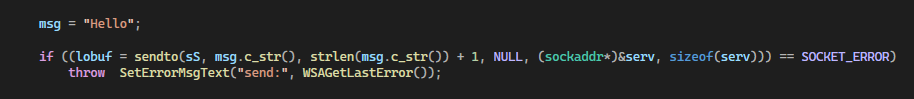 msg = "Hello";
if ((lobuf = sendto(sS, msg.c_str(), strlen(msg.c_str()) + 1, NULL, (sockaddr*)&serv, sizeof(serv))) == SOCKET_ERROR)
throw  SetErrorMsgText("send:", WSAGetLastError());